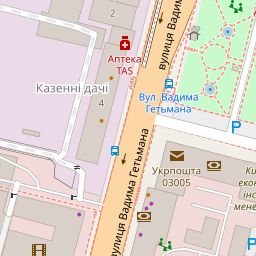 2
Аптека
TAS
вулиця Вадима
Казенні дачі
4
Вул. Вадима
Гетьмана
P
Укрпошта
03005
вулиця Вадима Гетьмана
P